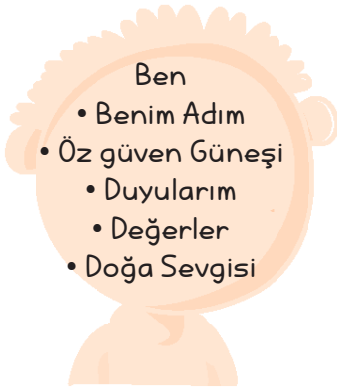 Ben
• Benim Adım
• Öz güven Güneşi
• Duyularım
• Değerler
• Doğa Sevgisi